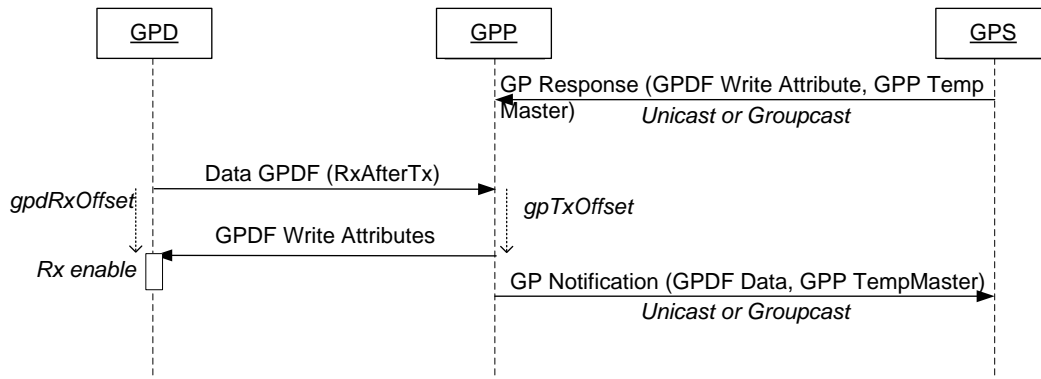 GPD
GPP
GPS
GP Response (GPDF Write Attribute, GPP Temp
Master)
Unicast or Groupcast
Data GPDF (RxAfterTx)
gpdRxOffset
gpTxOffset
GPDF Write Attributes
Rx enable
GP Notification (GPDF Data, GPP TempMaster)
Unicast or Groupcast